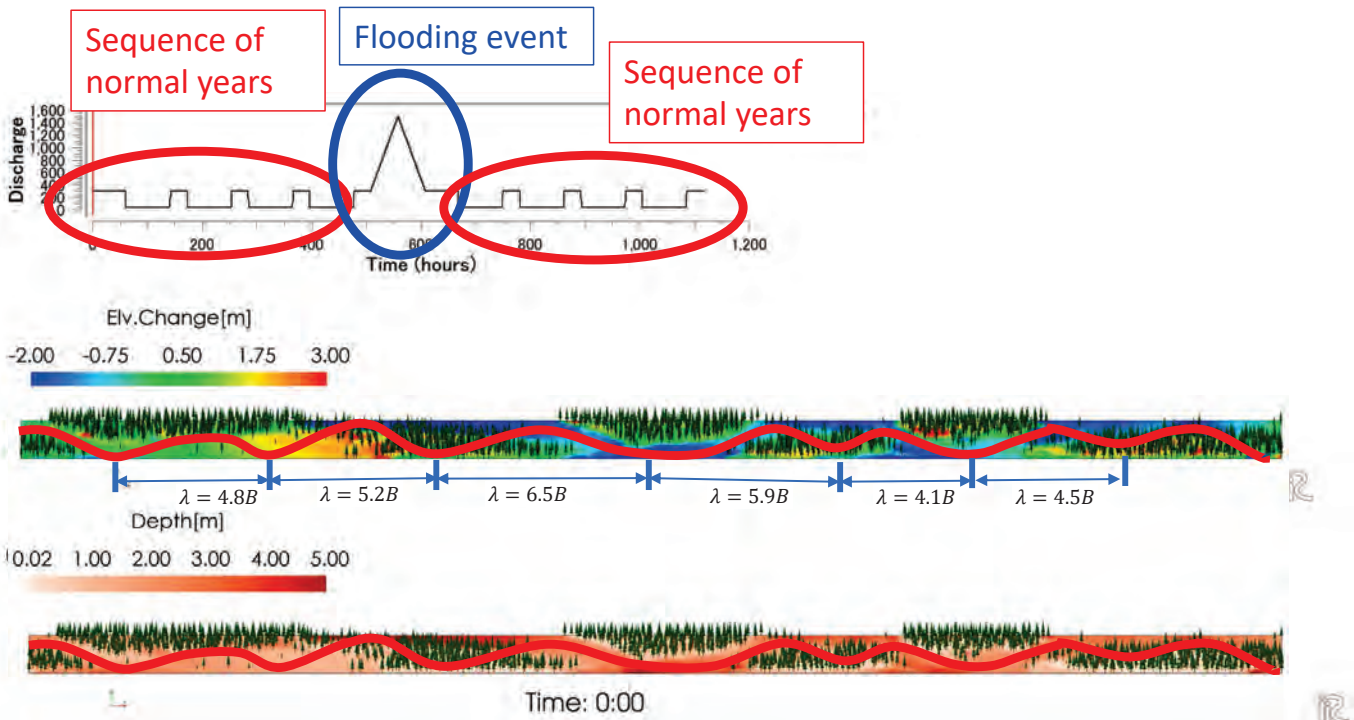 Sequence of
normal years
Flooding event
Sequence of
normal years
Discharge
1,600
1,400
1,200
1,000
800
600
400
200
0
0 200 400 600 800 1,000 1,200
Time (hours)
Elv.Change[m]
-2.00 -0.75 0.50 1.75 3.00
λ = 4.8B λ = 5.2B λ = 6.5B λ = 5.9B λ = 4.1B λ = 4.5B
Depth[m]
0.02 1.00 2.00 3.00 4.00 5.00
Time: 0:00